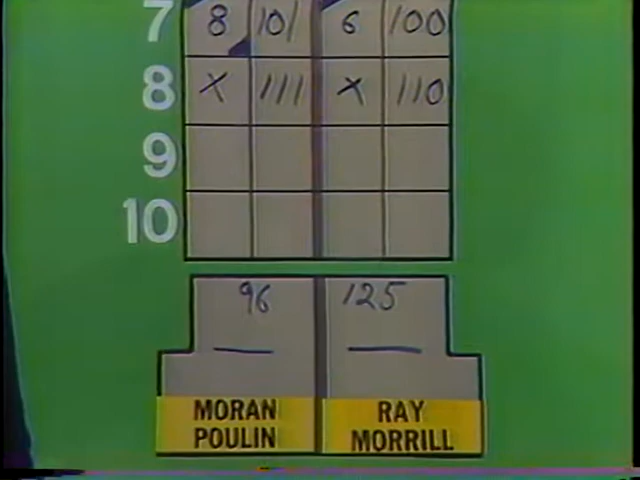 7 8 101 6 100
8 X 111 X 110
9
10
96 125
MORAN POULIN
RAY MORRILL